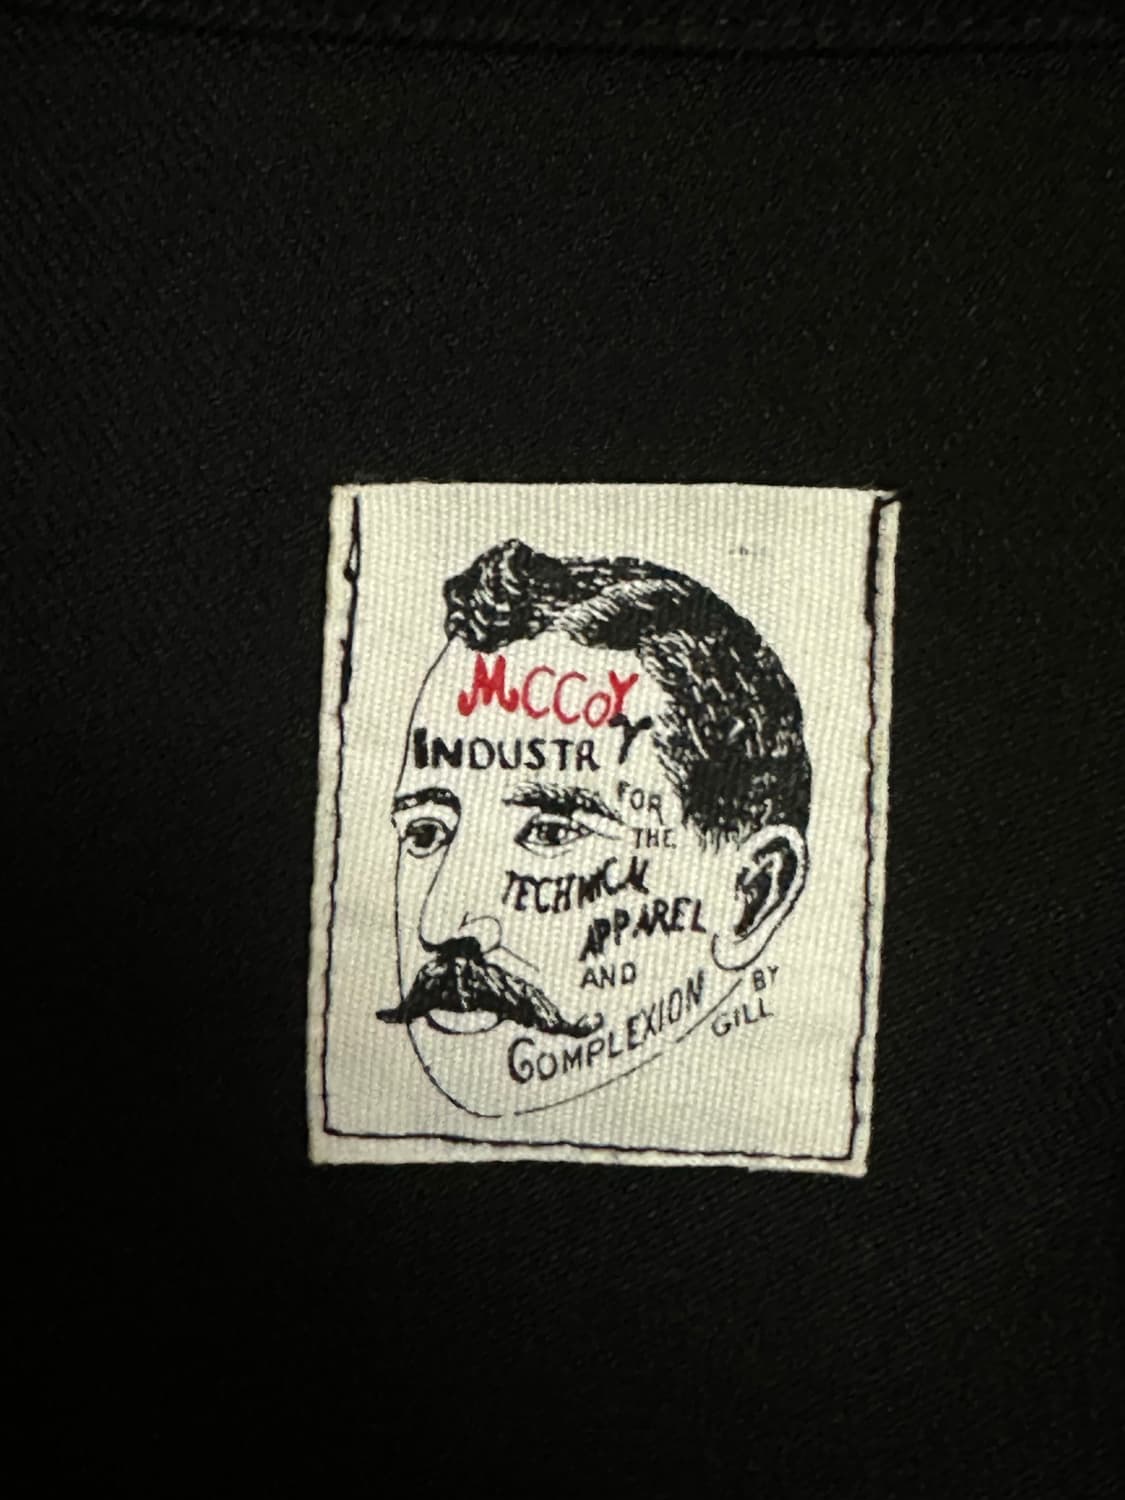 McCoy
INDUSTRY
FOR
THE
TECHNICAL
APPAREL
AND
COMPLEXION
BY
GILL